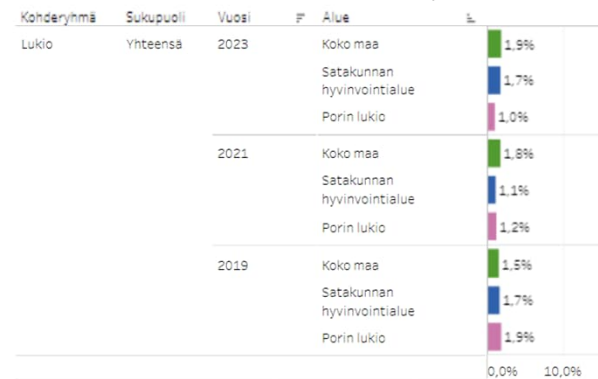 Kohderyhmä Sukupuoli Vuosi Alue
Lukio Yhteensä 2023 Koko maa 1,9%
Satakunnan
hyvinvointialue 1,7%
Porin lukio 1,0%
2021 Koko maa 1,8%
Satakunnan
hyvinvointialue 1,1%
Porin lukio 1,2%
2019 Koko maa 1,5%
Satakunnan
hyvinvointialue 1,7%
Porin lukio 1,9%
0,0% 10,0%